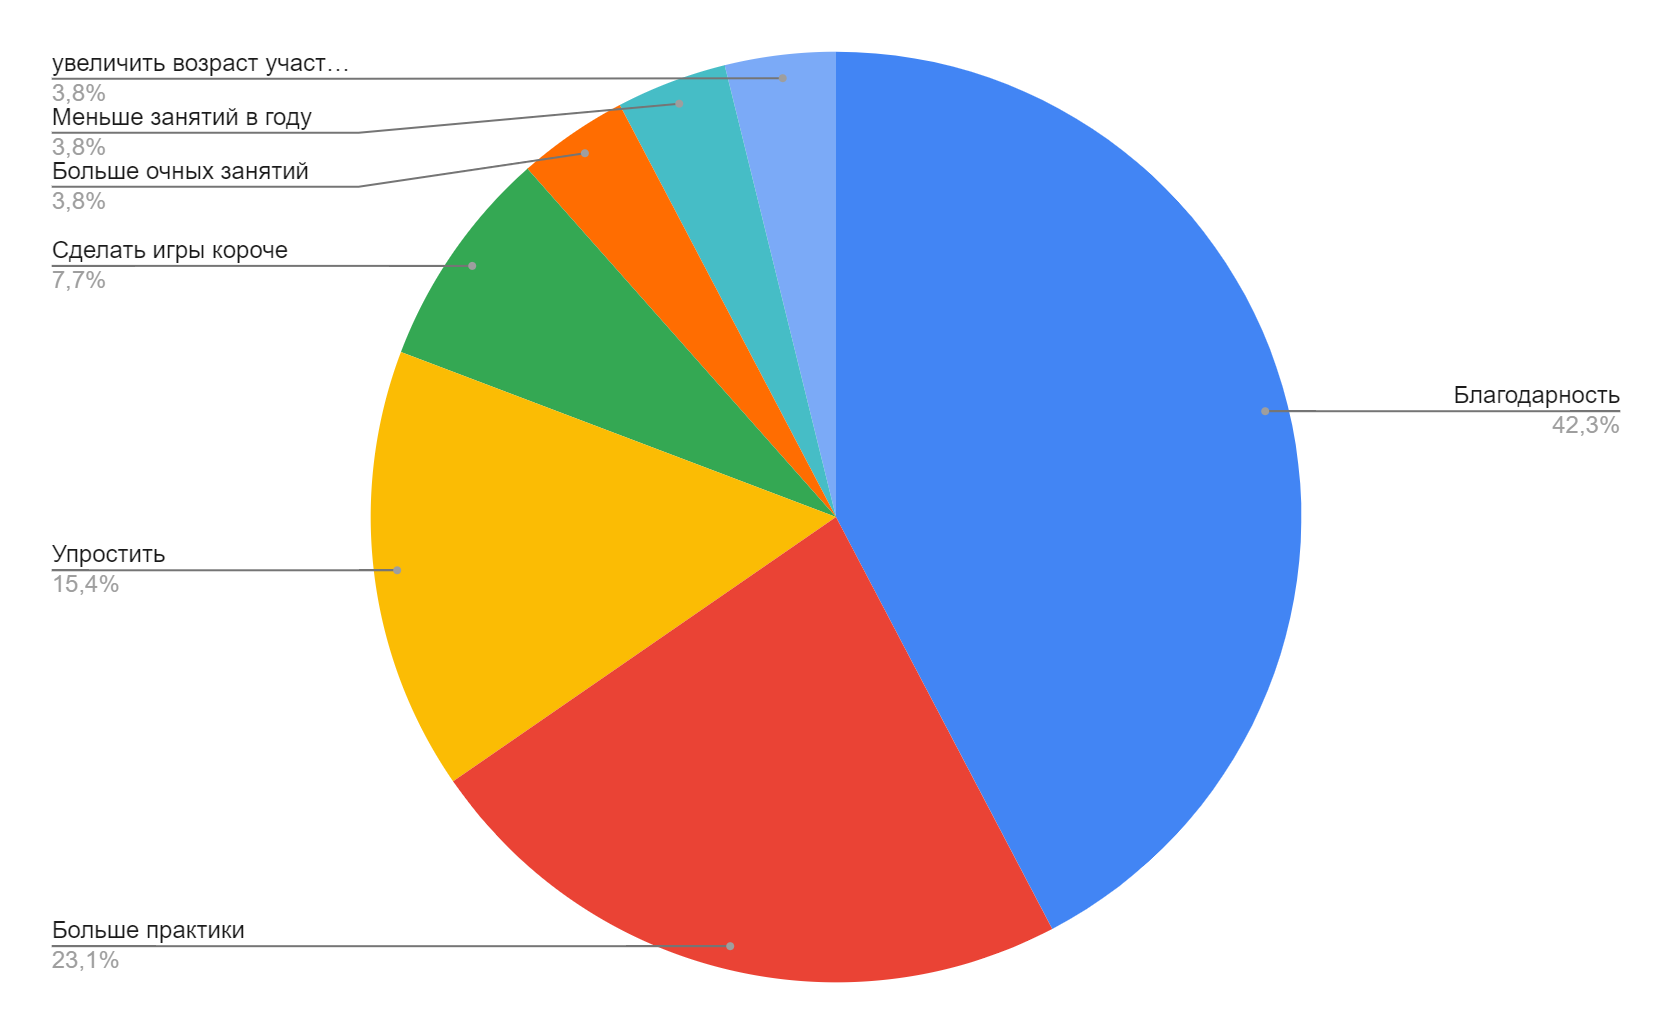 увеличить возраст участ…
3,8%
Меньше занятий в году
3,8%
Больше очных занятий
3,8%
Сделать игры короче
7,7%
Благодарность
42,3%
Упростить
15,4%
Больше практики
23,1%